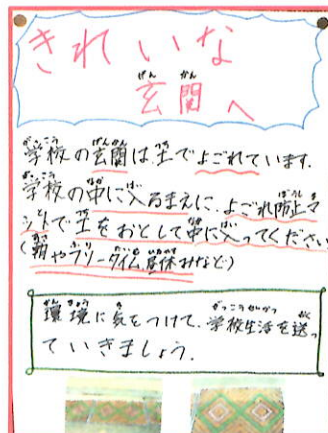 きれいな
玄関へ
学校の玄関は、土でよごれています。
学校の中に入るまえに、よごれ防止マ
ットで土をおとして中に入ってください
(朝やフリータイム、昼休みなど)
環境に気をつけて、学校生活を送っ
ていきましょう。